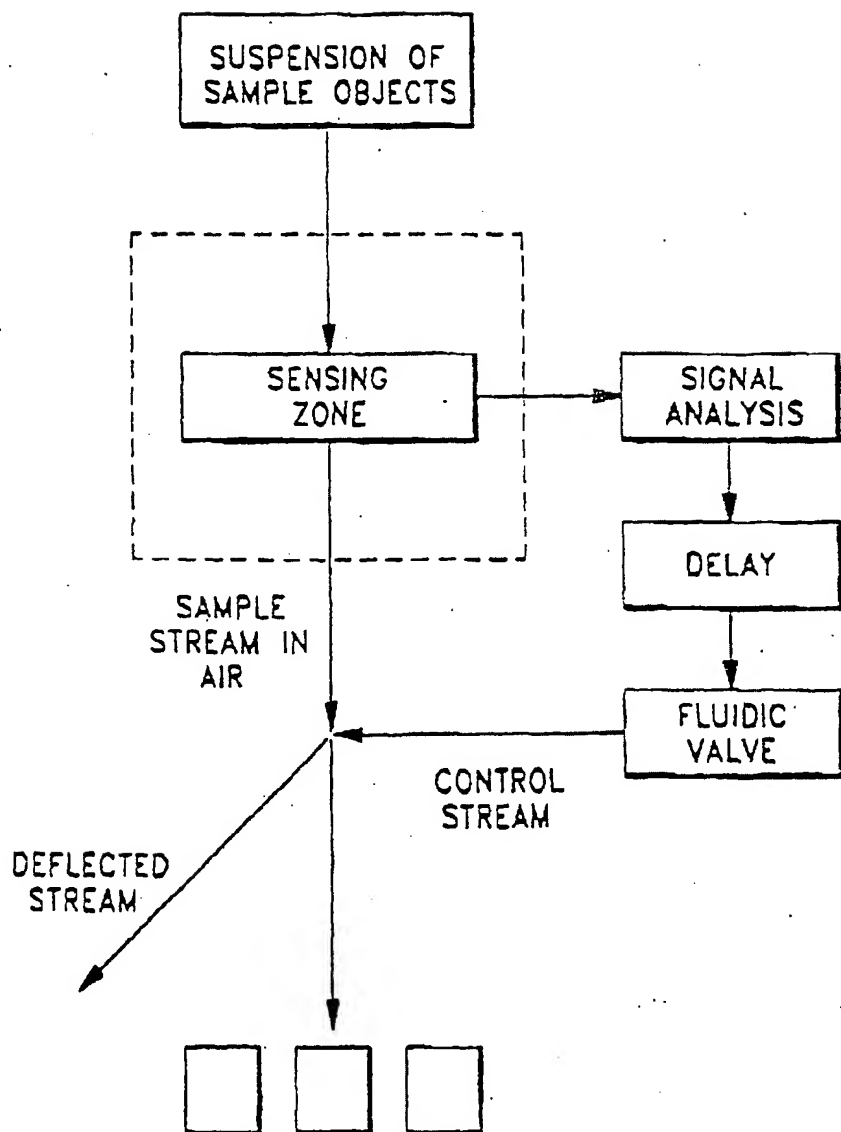 SUSPENSION OF
SAMPLE OBJECTS
SENSING
ZONE
SIGNAL
ANALYSIS
DELAY
SAMPLE
STREAM IN
AIR
FLUIDIC
VALVE
CONTROL
STREAM
DEFLECTED
STREAM